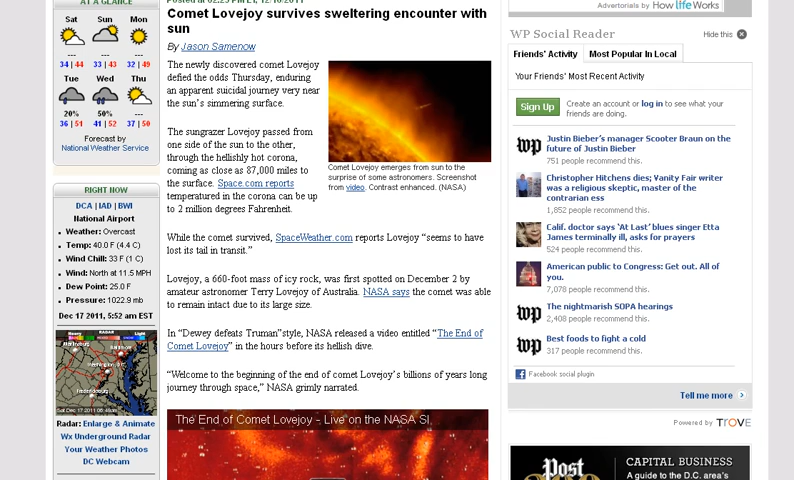 AT A GLANCE
Sat Sun Mon
--- --- ---
34 | 44 33 | 43 32 | 49
Tue Wed Thu
20% 50% ---
36 | 51 41 | 52 37 | 50
Forecast by
National Weather Service
RIGHT NOW
DCA | IAD | BWI
National Airport
• Weather: Overcast
• Temp: 40.0 F (4.4 C)
• Wind Chill: 33 F (1 C)
• Wind: North at 11.5 MPH
• Dew Point: 25.0 F
• Pressure: 1022.9 mb
Dec 17 2011, 5:52 am EST
RADAR
Heavy Light
Radar: Enlarge & Animate
Wx Underground Radar
Your Weather Photos
DC Webcam
Posted at 02:25 PM ET, 12/16/2011
Comet Lovejoy survives sweltering encounter with
sun
By Jason Samenow
The newly discovered comet Lovejoy
defied the odds Thursday, enduring
an apparent suicidal journey very near
the sun's simmering surface.
The sungrazer Lovejoy passed from
one side of the sun to the other,
through the hellishly hot corona,
coming as close as 87,000 miles to
the surface. Space.com reports
temperatured in the corona can be up
to 2 million degrees Fahrenheit.
Comet Lovejoy emerges from sun to the
surprise of some astronomers. Screenshot
from video. Contrast enhanced. (NASA)
While the comet survived, SpaceWeather.com reports Lovejoy "seems to have
lost its tail in transit."
Lovejoy, a 660-foot mass of icy rock, was first spotted on December 2 by
amateur astronomer Terry Lovejoy of Australia. NASA says the comet was able
to remain intact due to its large size.
In "Dewey defeats Truman"style, NASA released a video entitled "The End of
Comet Lovejoy" in the hours before its hellish dive.
"Welcome to the beginning of the end of comet Lovejoy's billions of years long
journey through space," NASA grimly narrated.
The End of Comet Lovejoy - Live on the NASA SI
Advertorials by How life Works
WP Social Reader Hide this
Friends' Activity Most Popular In Local
Your Friends' Most Recent Activity
Sign Up Create an account or log in to see what your
friends are doing.
wp Justin Bieber's manager Scooter Braun on the
future of Justin Bieber
751 people recommend this.
Christopher Hitchens dies; Vanity Fair writer
was a religious skeptic, master of the
contrarian ess
1,852 people recommend this.
Calif. doctor says 'At Last' blues singer Etta
James terminally ill, asks for prayers
524 people recommend this.
American public to Congress: Get out. All of
you.
7,078 people recommend this.
wp The nightmarish SOPA hearings
2,408 people recommend this.
wp Best foods to fight a cold
317 people recommend this.
Facebook social plugin
Tell me more
Powered by TROVE
Post
CAPITAL BUSINESS
A guide to the D.C. area's